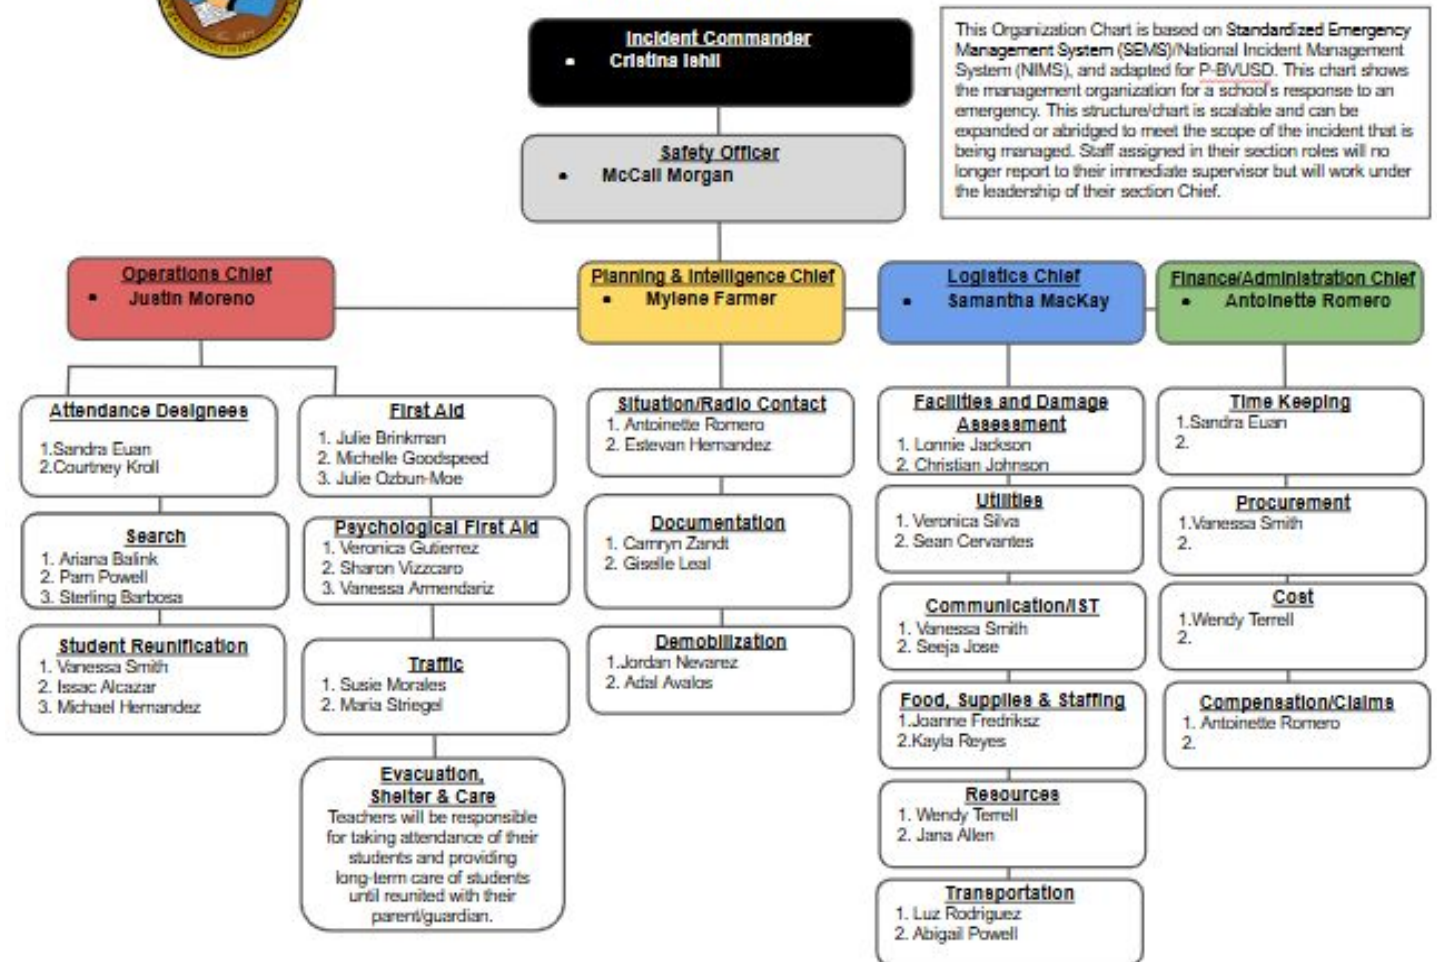 Incident Commander
• Cristina Ishii
This Organization Chart is based on Standardized Emergency
Management System (SEMS)/National Incident Management
System (NIMS), and adapted for P-BVUSD. This chart shows
the management organization for a school's response to an
emergency. This structure/chart is scalable and can be
expanded or abridged to meet the scope of the incident that is
being managed. Staff assigned in their section roles will no
longer report to their immediate supervisor but will work under
the leadership of their section Chief.
Safety Officer
• McCall Morgan
Operations Chief
• Justin Moreno
Planning & Intelligence Chief
• Mylene Farmer
Logistics Chief
• Samantha MacKay
Finance/Administration Chief
• Antoinette Romero
Attendance Designees
1.Sandra Euan
2.Courtney Kroll
Search
1. Ariana Balink
2. Pam Powell
3. Sterling Barbosa
Student Reunification
1. Vanessa Smith
2. Issac Alcazar
3. Michael Hernandez
First Aid
1. Julie Brinkman
2. Michelle Goodspeed
3. Julie Ozbun-Moe
Psychological First Aid
1. Veronica Gutierrez
2. Sharon Vizzcaro
3. Vanessa Armendariz
Traffic
1. Susie Morales
2. Maria Striegel
Evacuation,
Shelter & Care
Teachers will be responsible
for taking attendance of their
students and providing
long-term care of students
until reunited with their
parent/guardian.
Situation/Radio Contact
1. Antoinette Romero
2. Estevan Hernandez
Documentation
1. Camryn Zandt
2. Giselle Leal
Demobilization
1.Jordan Nevarez
2. Adal Avalos
Facilities and Damage
Assessment
1. Lonnie Jackson
2. Christian Johnson
Utilities
1. Veronica Silva
2. Sean Cervantes
Communication/IST
1. Vanessa Smith
2. Seeja Jose
Food, Supplies & Staffing
1.Joanne Fredriksz
2.Kayla Reyes
Resources
1. Wendy Terrell
2. Jana Allen
Transportation
1. Luz Rodriguez
2. Abigail Powell
Time Keeping
1.Sandra Euan
2.
Procurement
1.Vanessa Smith
2.
Cost
1.Wendy Terrell
2.
Compensation/Claims
1. Antoinette Romero
2.